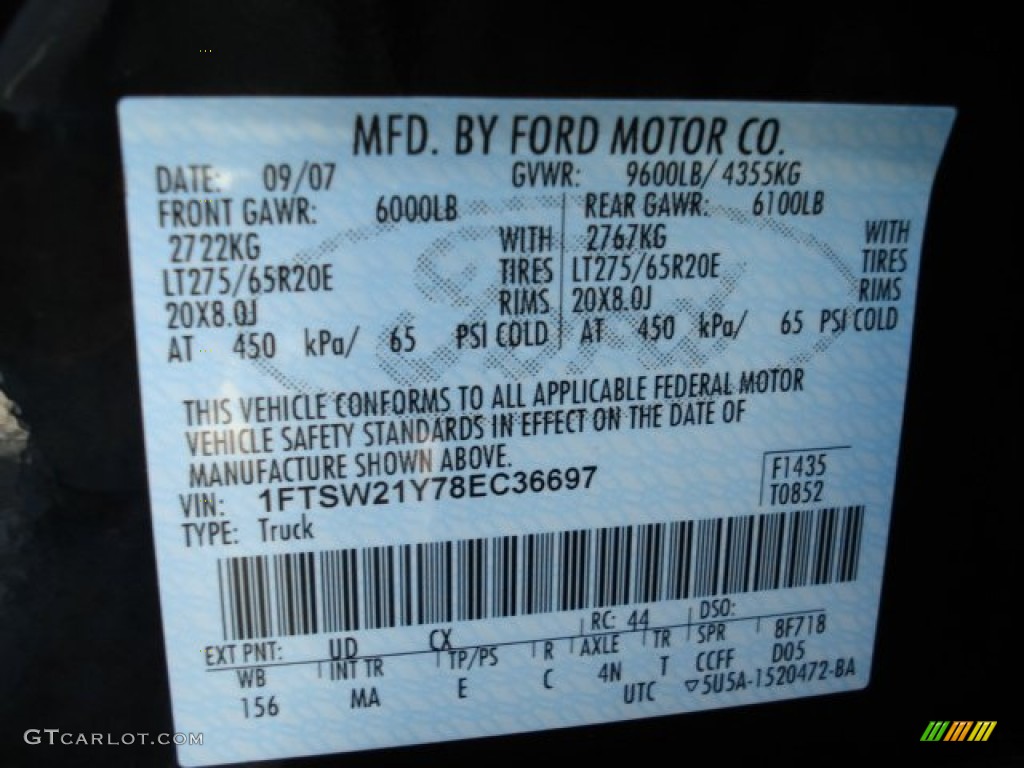 MFD. BY FORD MOTOR CO.
DATE: 09/07 GVWR: 9600LB/ 4355KG
FRONT GAWR: 6000LB REAR GAWR: 6100LB
2722KG WITH 2767KG WITH
LT275/65R20E TIRES LT275/65R20E TIRES
20X8.0J RIMS 20X8.0J RIMS
AT 450 kPa/ 65 PSI COLD AT 450 kPa/ 65 PSI COLD
THIS VEHICLE CONFORMS TO ALL APPLICABLE FEDERAL MOTOR
VEHICLE SAFETY STANDARDS IN EFFECT ON THE DATE OF
MANUFACTURE SHOWN ABOVE.
VIN: 1FTSW21Y78EC36697 F1435
TYPE: Truck T0852
EXT PNT: UD CX RC: 44 DSO:
WB INT TR TP/PS R AXLE TR SPR 8F718
156 MA E C 4N T CCFF D05
UTC ▽5U5A-1520472-BA
Ford
GTCARLOT.COM